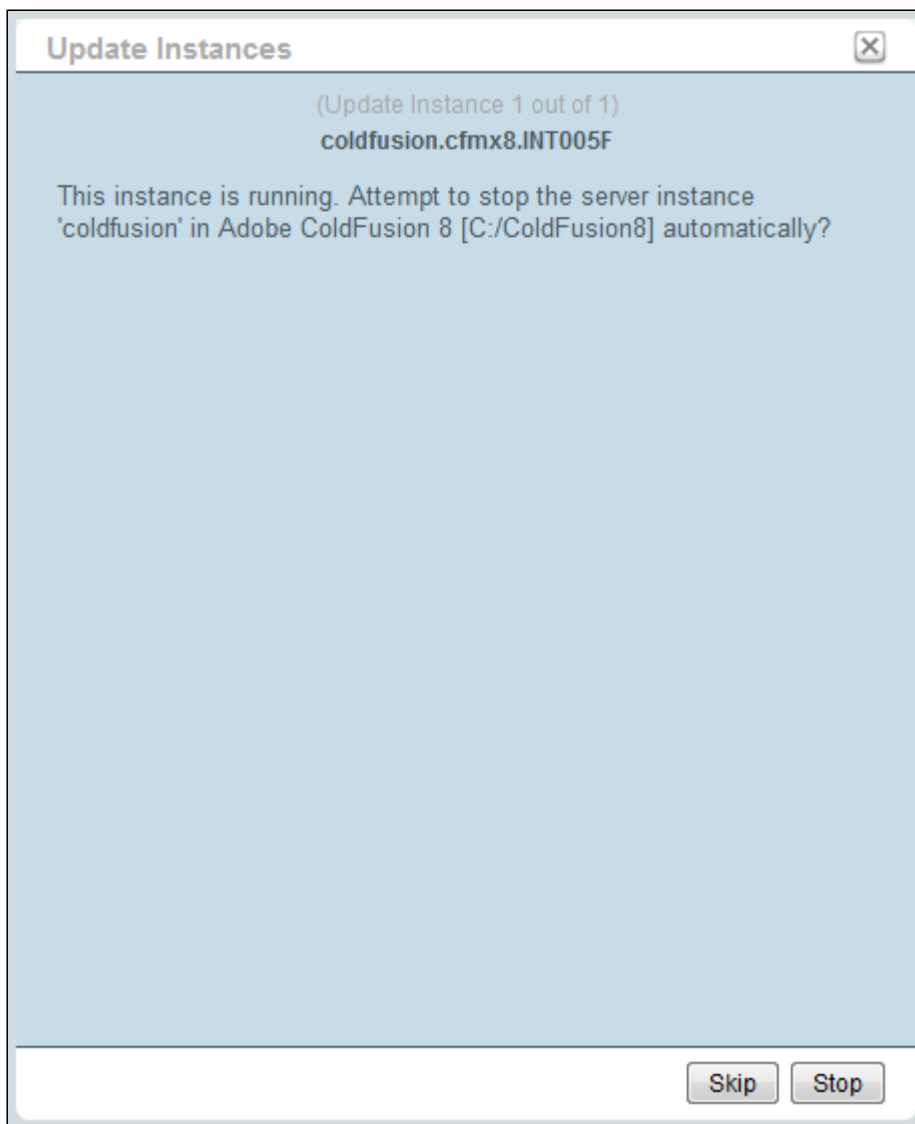 Update Instances
(Update Instance 1 out of 1)
coldfusion.cfmx8.INT005F
This instance is running. Attempt to stop the server instance
'coldfusion' in Adobe ColdFusion 8 [C:/ColdFusion8] automatically?
Skip Stop